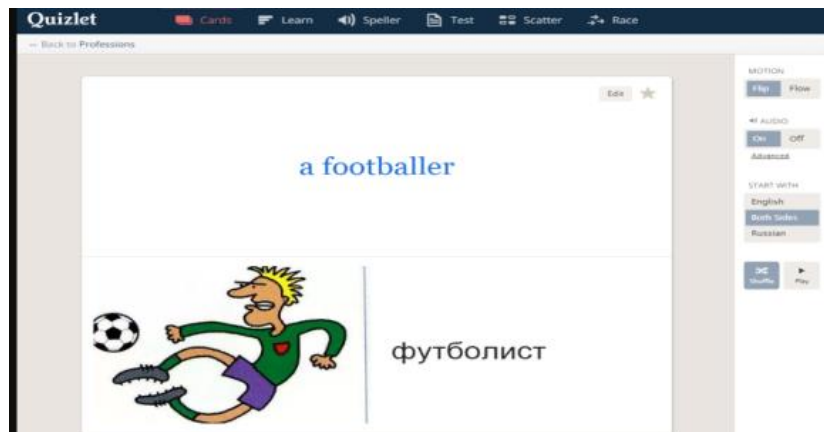 Quizlet Cards Learn Speller Test Scatter Race
← Back to Professions
MOTION
Edit
Flip Flow
AUDIO
On Off
Advanced
a footballer
START WITH
English
Both Sides
Russian
Shuffle Play
футболист